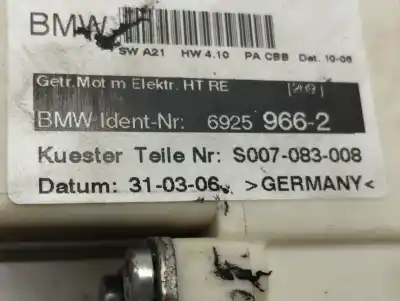 BMW
SW A21 HW 4.10 PA CBB Dat. 10-06
Getr.Mot m Elektr. HT RE
BMW Ident-Nr: 6925 966-2
Kuester Teile Nr: S007-083-008
Datum: 31-03-06 >GERMANY<